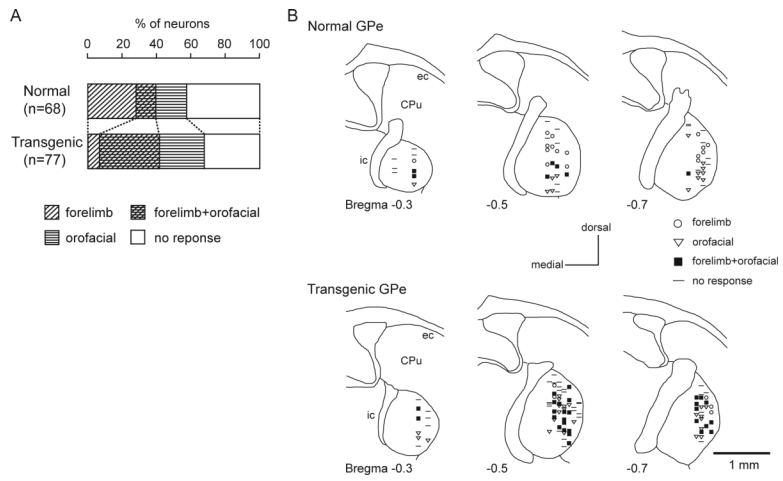 A
% of neurons
0 20 40 60 80 100
Normal
(n=68)
Transgenic
(n=77)
forelimb
forelimb+orofacial
orofacial
no reponse
B
Normal GPe
ec
CPu
ic
Bregma -0.3
-0.5
-0.7
dorsal
medial
forelimb
orofacial
forelimb+orofacial
no response
Transgenic GPe
ec
CPu
ic
Bregma -0.3
-0.5
-0.7
1 mm